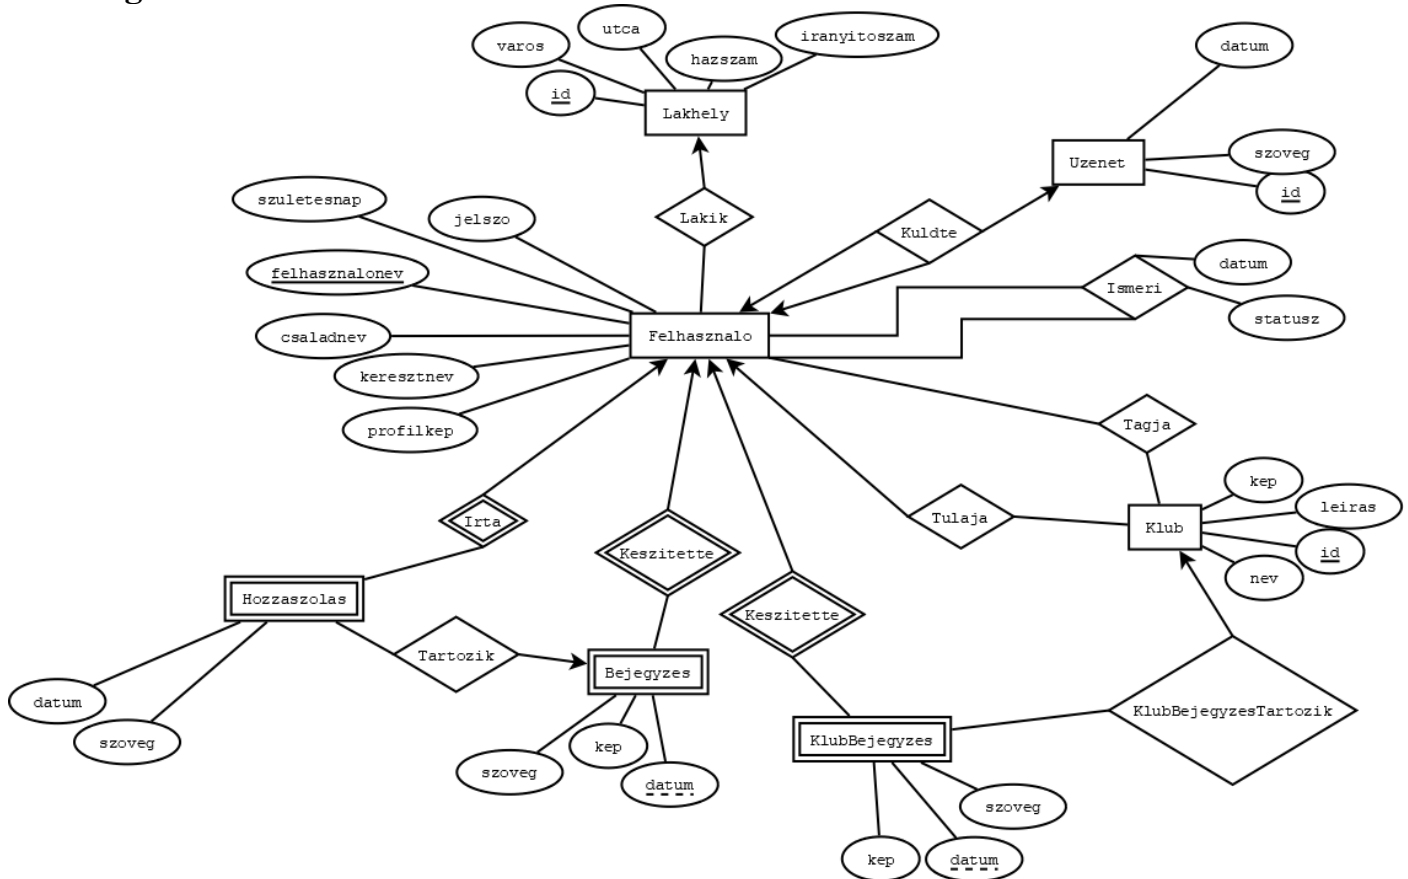 utca
iranyitoszam
varos
datum
hazszam
id
Lakhely
szoveg
Uzenet
id
szuletesnap
jelszo
Lakik
Kuldte
datum
felhasznalonev
Ismeri
statusz
csaladnev
Felhasznalo
keresztnev
profilkep
Tagja
kep
leiras
Irta
Tulaja
Klub
id
Keszitette
nev
Hozzaszolas
Keszitette
Tartozik
Bejegyzes
datum
KlubBejegyzesTartozik
szoveg
kep
KlubBejegyzes
szoveg
datum
szoveg
kep
datum